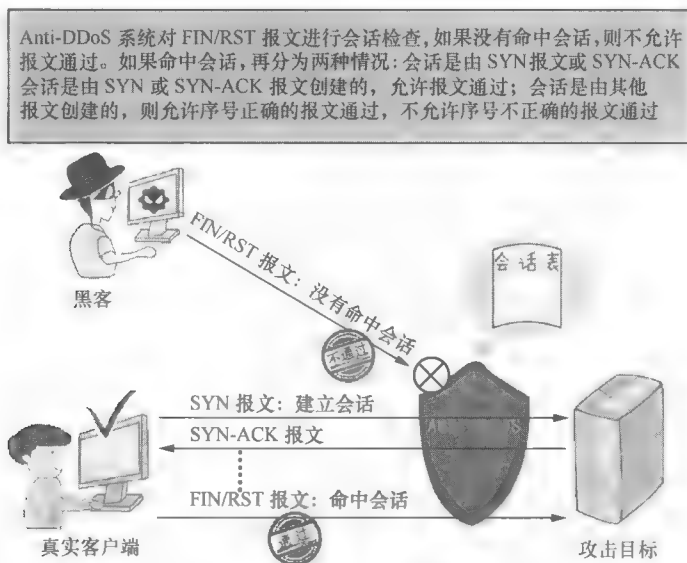 Anti-DDoS 系统对 FIN/RST 报文进行会话检查,如果没有命中会话,则不允许
报文通过。如果命中会话,再分为两种情况:会话是由 SYN报文或 SYN-ACK
会话是由 SYN 或 SYN-ACK 报文创建的,允许报文通过;会话是由其他
报文创建的,则允许序号正确的报文通过,不允许序号不正确的报文通过
FIN/RST 报文:没有命中会话
会话表
黑客
不通过
SYN 报文:建立会话
SYN-ACK 报文
FIN/RST 报文:命中会话
通过
真实客户端
攻击目标